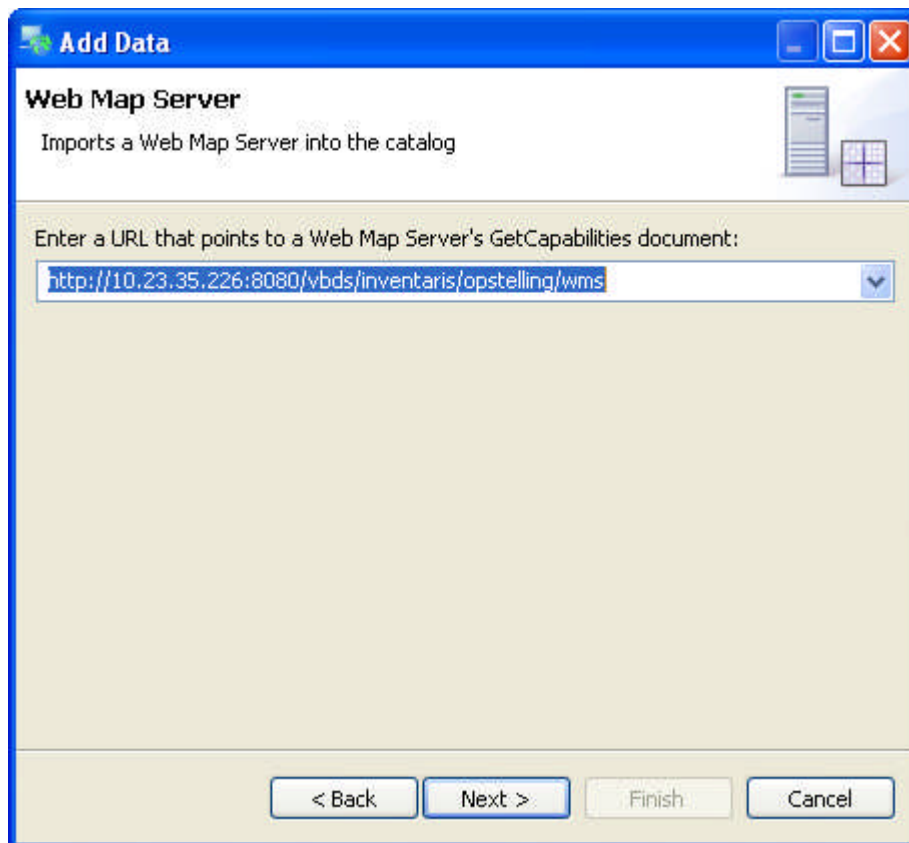 Add Data
Web Map Server
Imports a Web Map Server into the catalog
Enter a URL that points to a Web Map Server's GetCapabilities document:
http://10.23.35.226:8080/vbds/inventaris/opstelling/wms
< Back Next > Finish Cancel